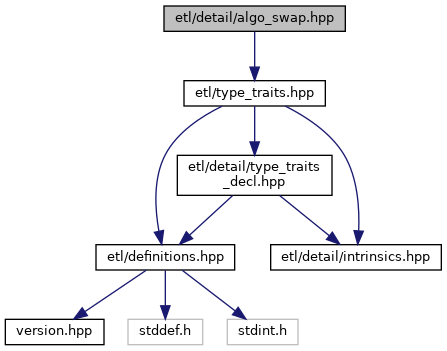 etl/detail/algo_swap.hpp
etl/type_traits.hpp
etl/detail/type_traits
_decl.hpp
etl/definitions.hpp
etl/detail/intrinsics.hpp
version.hpp
stddef.h
stdint.h